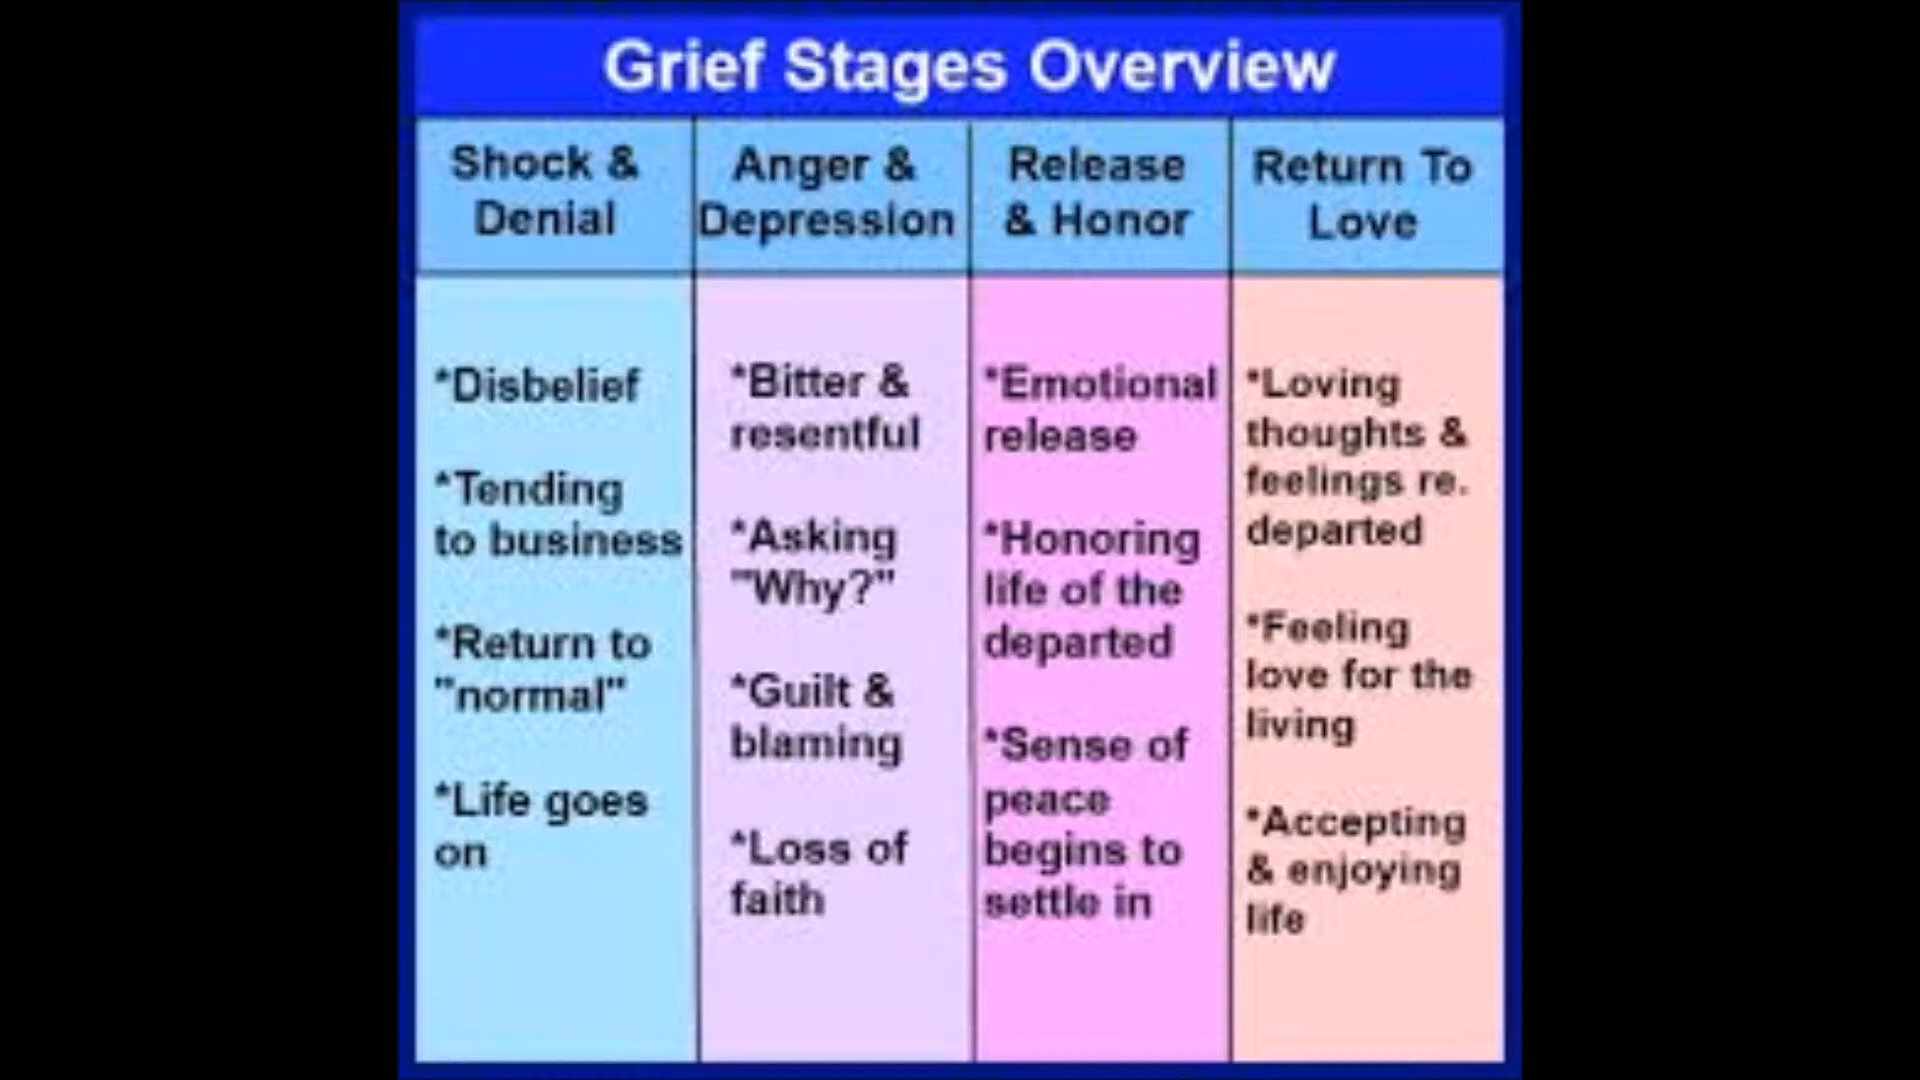 Grief Stages Overview
Shock &
Denial
Anger &
Depression
Release
& Honor
Return To
Love
*Disbelief
*Tending
to business
*Return to
"normal"
*Life goes
on
*Bitter &
resentful
*Asking
"Why?"
*Guilt &
blaming
*Loss of
faith
*Emotional
release
*Honoring
life of the
departed
*Sense of
peace
begins to
settle in
*Loving
thoughts &
feelings re.
departed
*Feeling
love for the
living
*Accepting
& enjoying
life